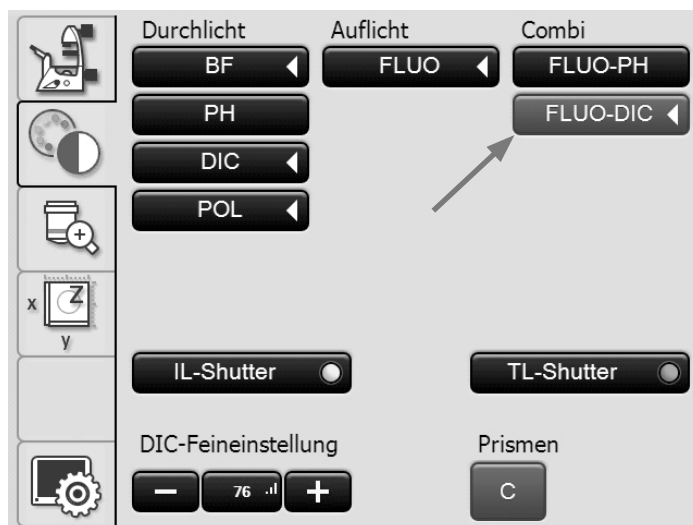 Durchlicht Auflicht Combi
BF FLUO FLUO-PH
PH FLUO-DIC
DIC
POL
Z
x
y
IL-Shutter TL-Shutter
DIC-Feineinstellung Prismen
76 C